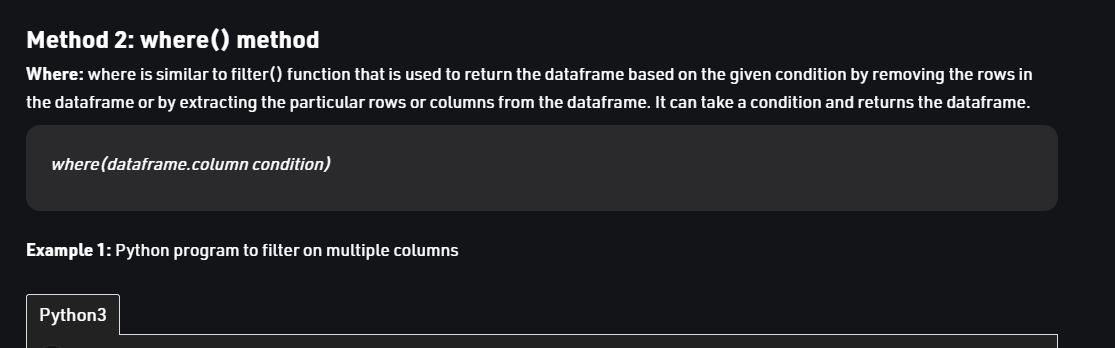 Method 2: where() method
Where: where is similar to filter() function that is used to return the dataframe based on the given condition by removing the rows in
the dataframe or by extracting the particular rows or columns from the dataframe. It can take a condition and returns the dataframe.
where(dataframe.column condition)
Example 1: Python program to filter on multiple columns
Python3